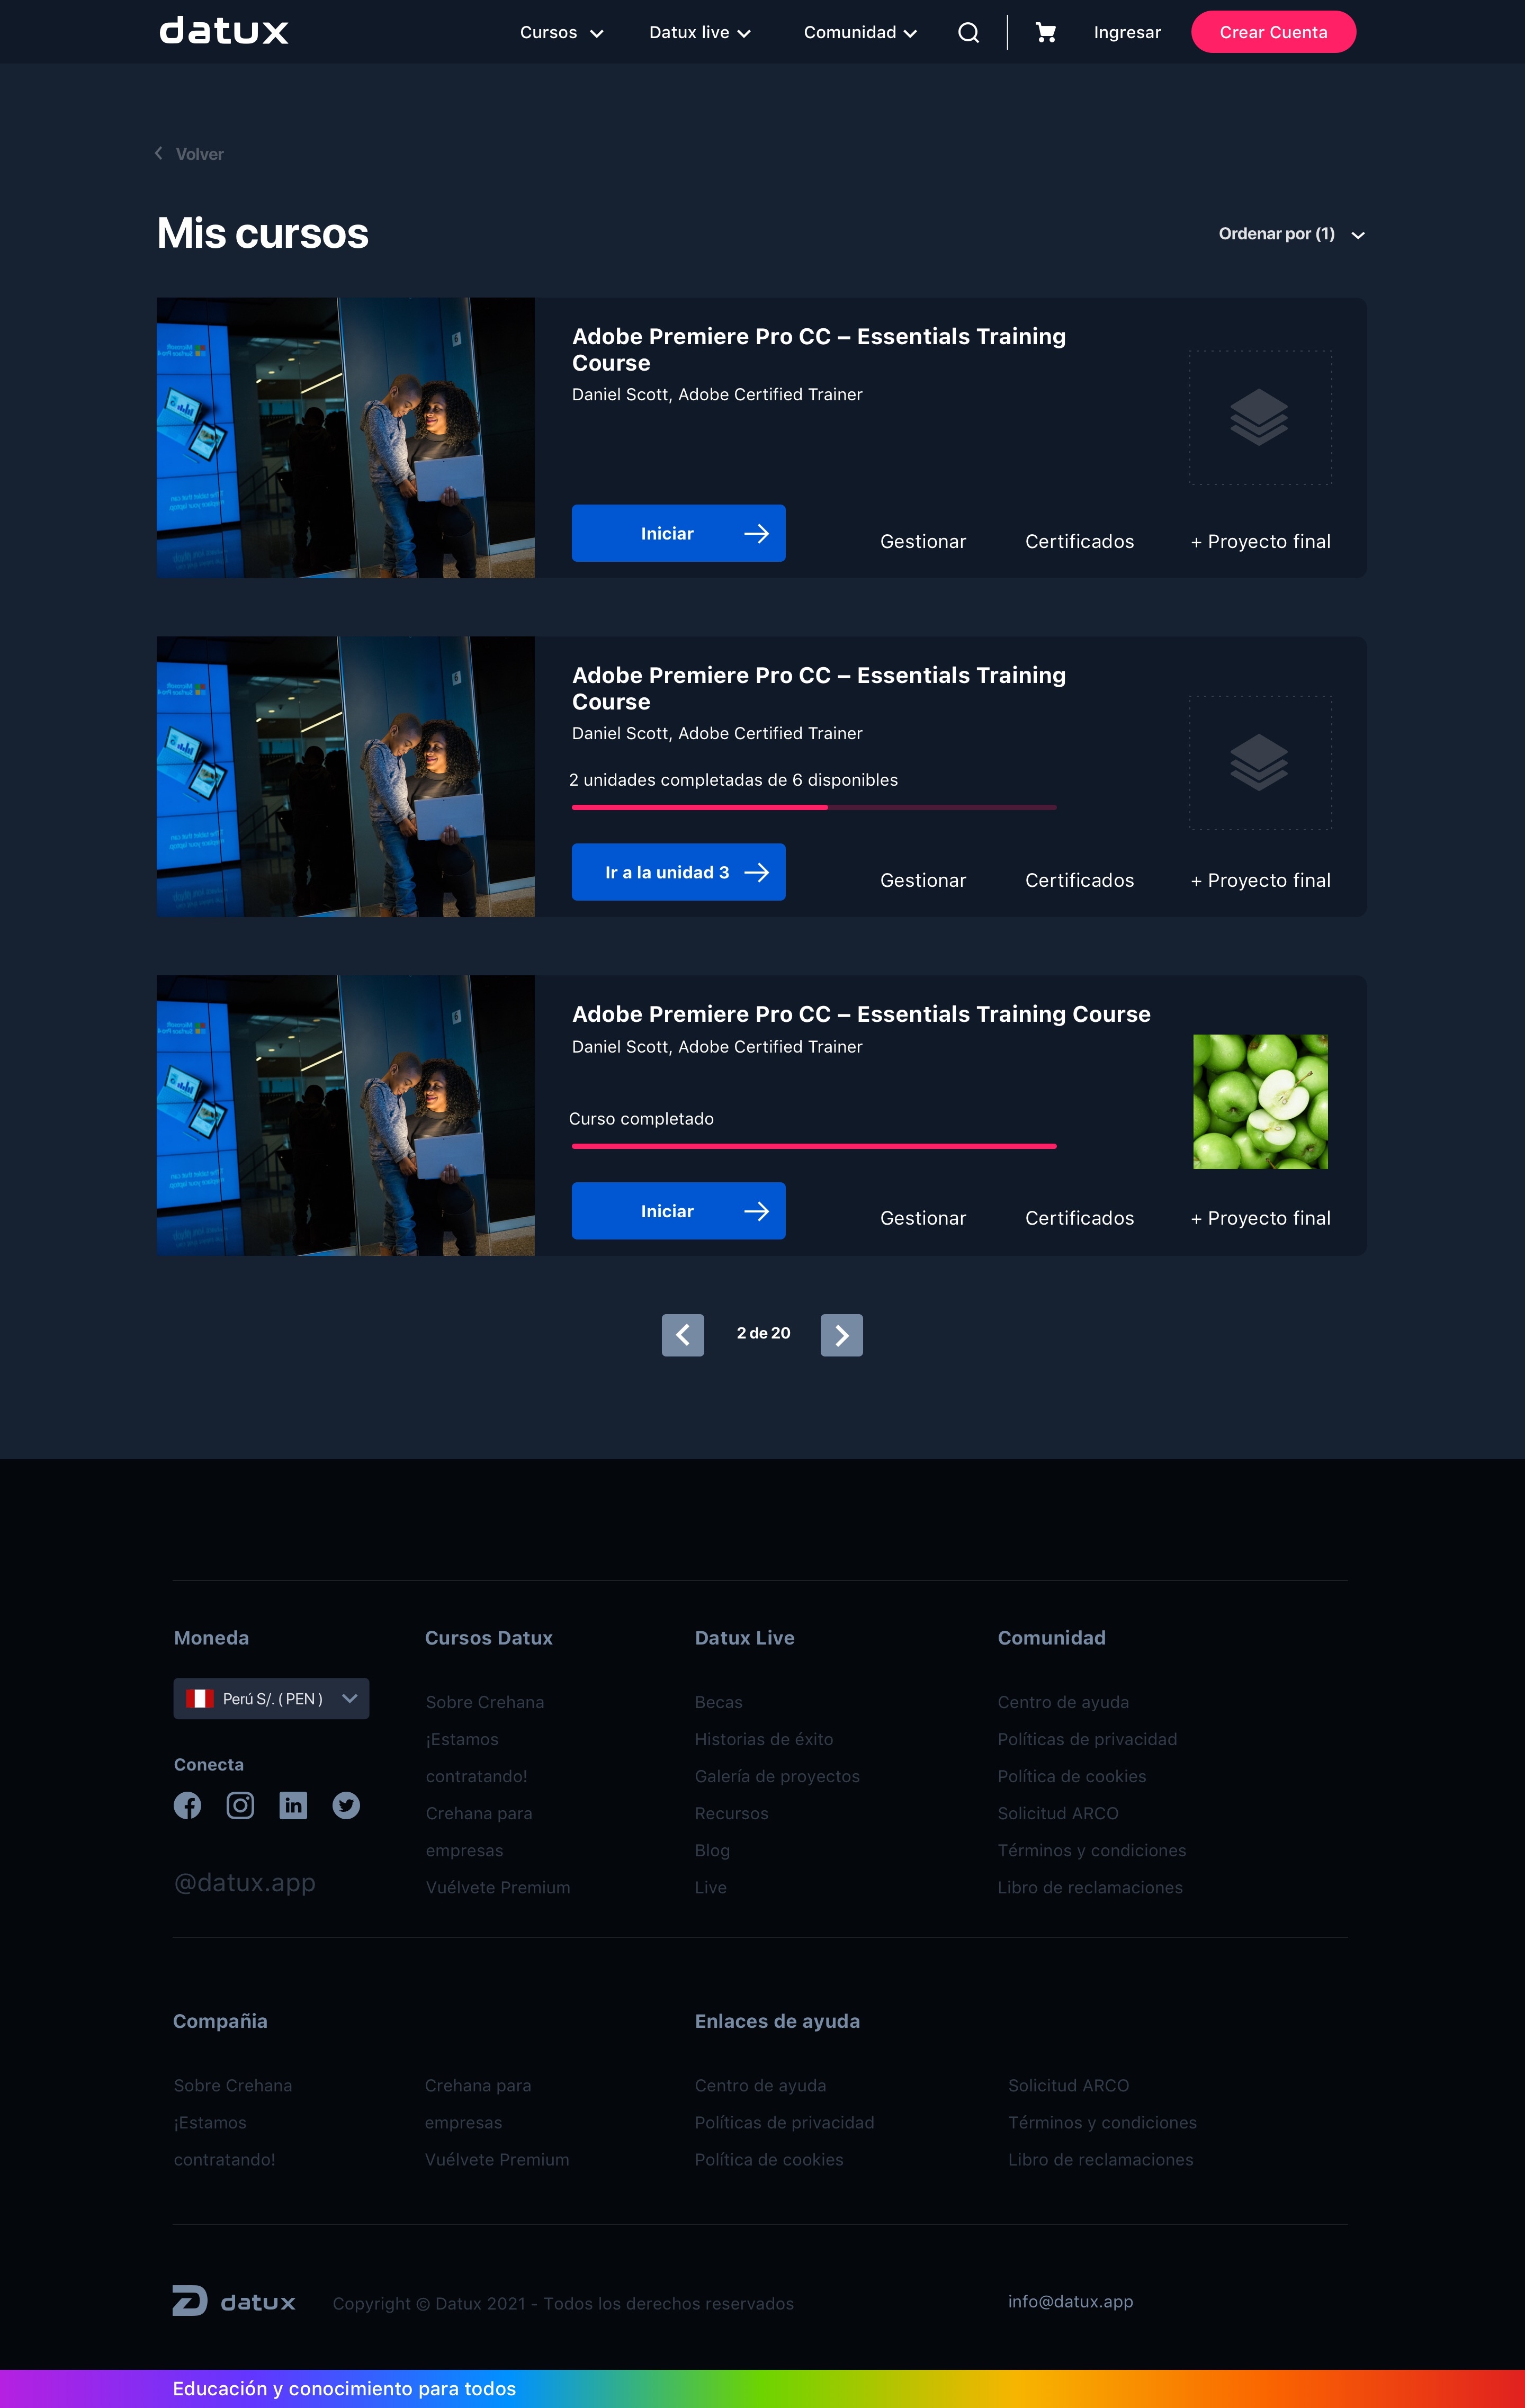 datux
Cursos
Datux live
Comunidad
Ingresar
Crear Cuenta
Volver
Mis cursos
Ordenar por (1)
Adobe Premiere Pro CC – Essentials Training
Course
Daniel Scott, Adobe Certified Trainer
Iniciar
Gestionar
Certificados
+ Proyecto final
Adobe Premiere Pro CC – Essentials Training
Course
Daniel Scott, Adobe Certified Trainer
2 unidades completadas de 6 disponibles
Ir a la unidad 3
Gestionar
Certificados
+ Proyecto final
Adobe Premiere Pro CC – Essentials Training Course
Daniel Scott, Adobe Certified Trainer
Curso completado
Iniciar
Gestionar
Certificados
+ Proyecto final
2 de 20
Moneda
Perú S/. ( PEN )
Conecta
@datux.app
Cursos Datux
Sobre Crehana
¡Estamos
contratando!
Crehana para
empresas
Vuélvete Premium
Datux Live
Becas
Historias de éxito
Galería de proyectos
Recursos
Blog
Live
Comunidad
Centro de ayuda
Políticas de privacidad
Política de cookies
Solicitud ARCO
Términos y condiciones
Libro de reclamaciones
Compañia
Sobre Crehana
¡Estamos
contratando!
Crehana para
empresas
Vuélvete Premium
Enlaces de ayuda
Centro de ayuda
Políticas de privacidad
Política de cookies
Solicitud ARCO
Términos y condiciones
Libro de reclamaciones
datux
Copyright © Datux 2021 - Todos los derechos reservados
info@datux.app
Educación y conocimiento para todos